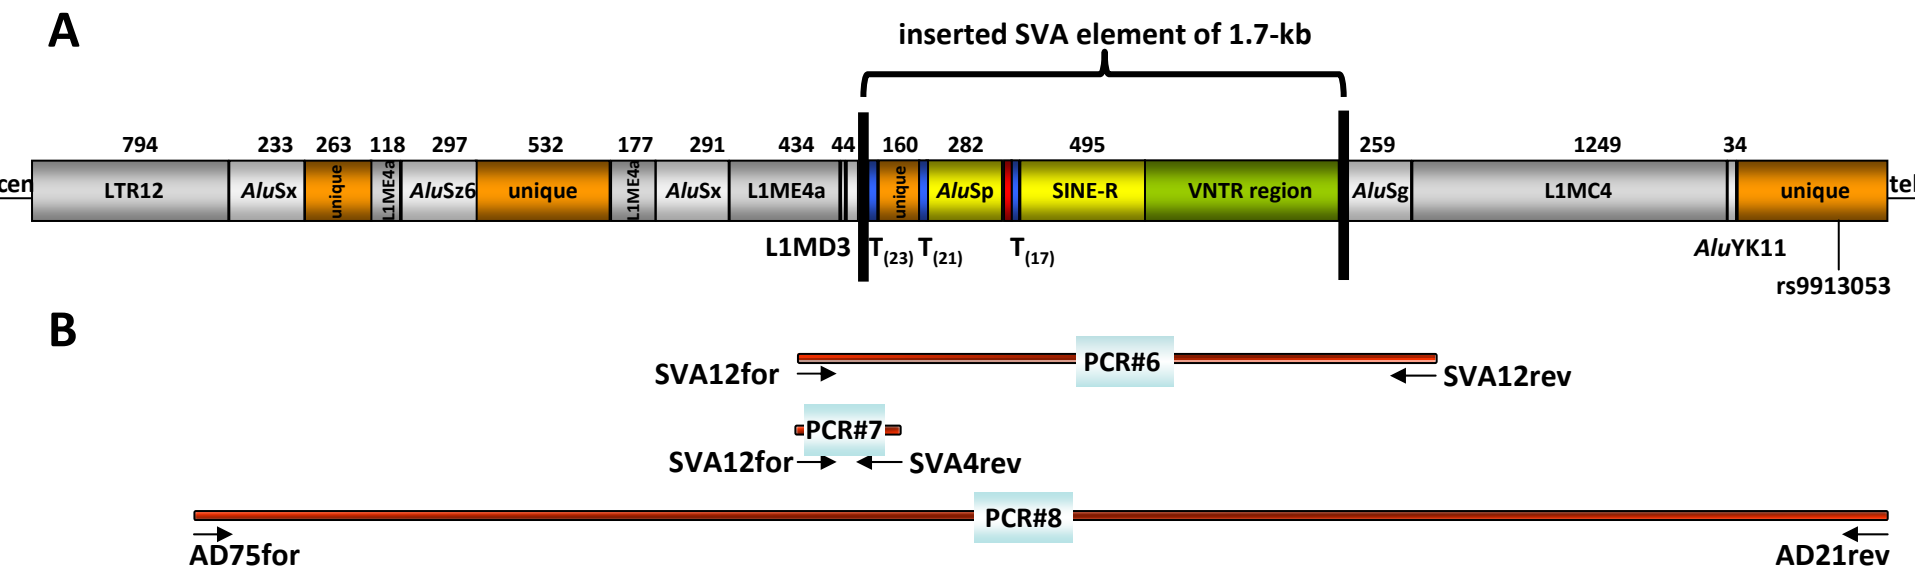 A
inserted SVA element of 1.7-kb
794 233 263 118 297 532 177 291 434 44 160 282 495 259 1249 34
cen LTR12 AluSx unique L1ME4a AluSz6 unique L1ME4a AluSx L1ME4a unique AluSp SINE-R VNTR region AluSg L1MC4 unique tel
L1MD3 T(23) T(21) T(17) AluYK11
rs9913053
B
SVA12for PCR#6 SVA12rev
PCR#7
SVA12for SVA4rev
PCR#8
AD75for AD21rev